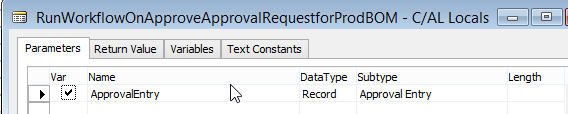 RunWorkflowOnApproveApprovalRequestforProdBOM - C/AL Locals
Parameters Return Value Variables Text Constants
Var Name DataType Subtype Length
ApprovalEntry Record Approval Entry